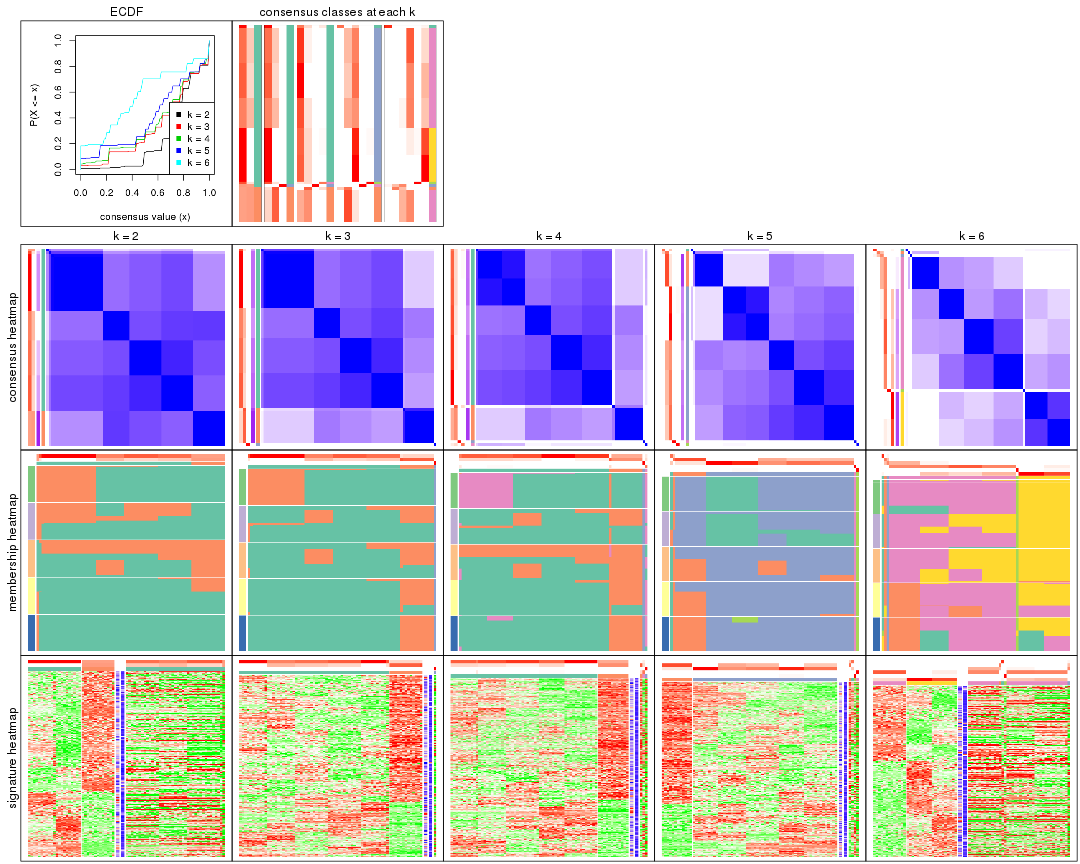 ECDF
consensus classes at each k
P(X <= x)
0.0
0.2
0.4
0.6
0.8
1.0
k = 2
k = 3
k = 4
k = 5
k = 6
0.0 0.2 0.4 0.6 0.8 1.0
consensus value (x)
k = 2
k = 3
k = 4
k = 5
k = 6
consensus heatmap
membership heatmap
signature heatmap